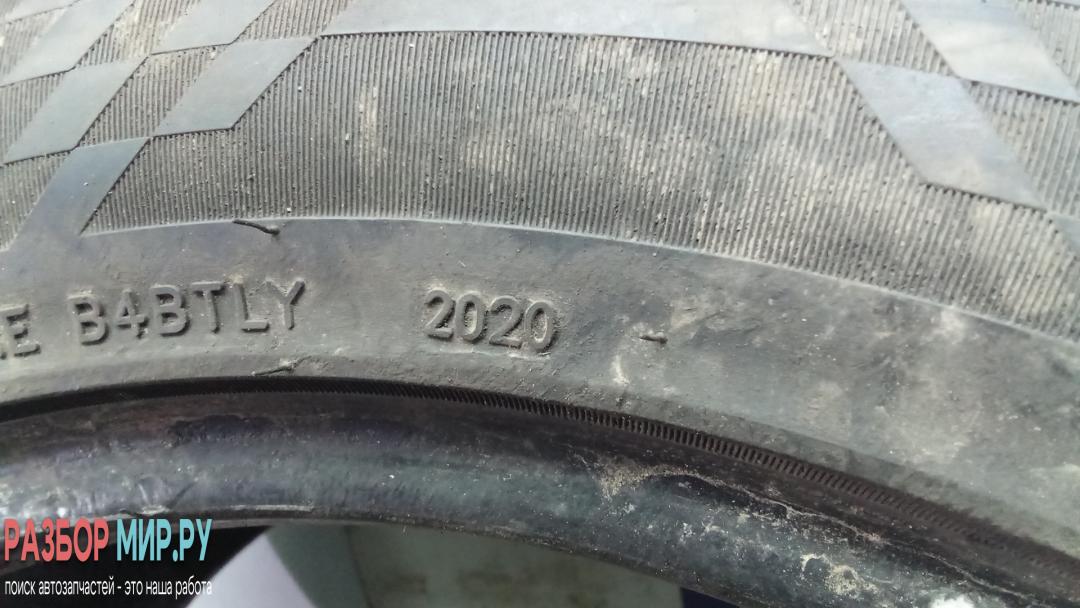 B4BTLY 2020
РАЗБОР МИР.РУ
поиск автозапчастей - это наша работа